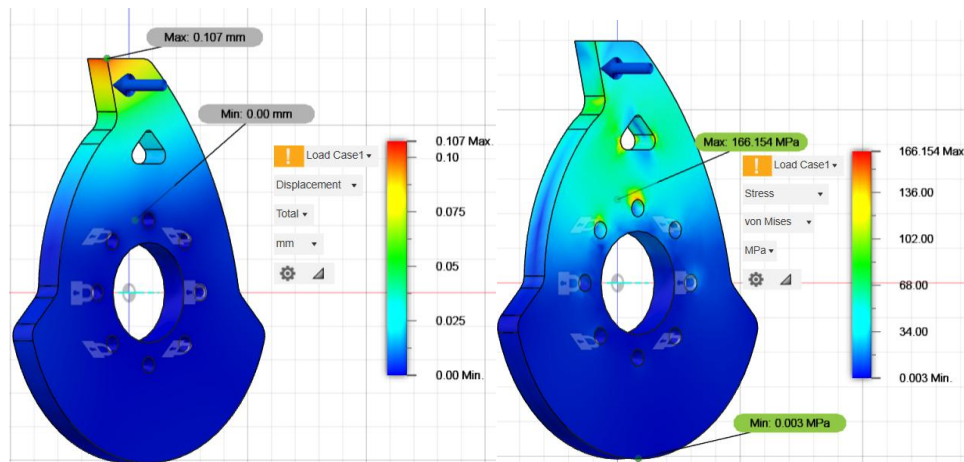 Max: 0.107 mm
Min: 0.00 mm
! Load Case1
Displacement
Total
mm
0.107 Max.
0.10
0.075
0.05
0.025
0.00 Min.
Max: 166.154 MPa
! Load Case1
Stress
von Mises
MPa
166.154 Max
136.00
102.00
68.00
34.00
0.003 Min.
Min: 0.003 MPa